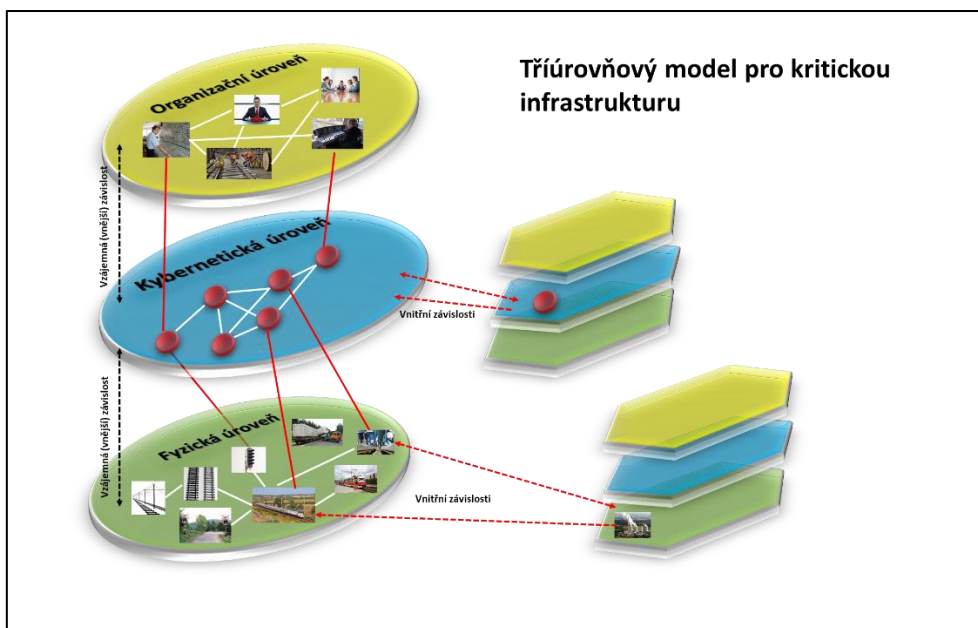 Tříúrovňový model pro kritickou
infrastrukturu
Organizační úroveň
Vzájemná (vnější) závislost
Kybernetická úroveň
Vnitřní závislosti
Vzájemná (vnější) závislost
Fyzická úroveň
Vnitřní závislosti